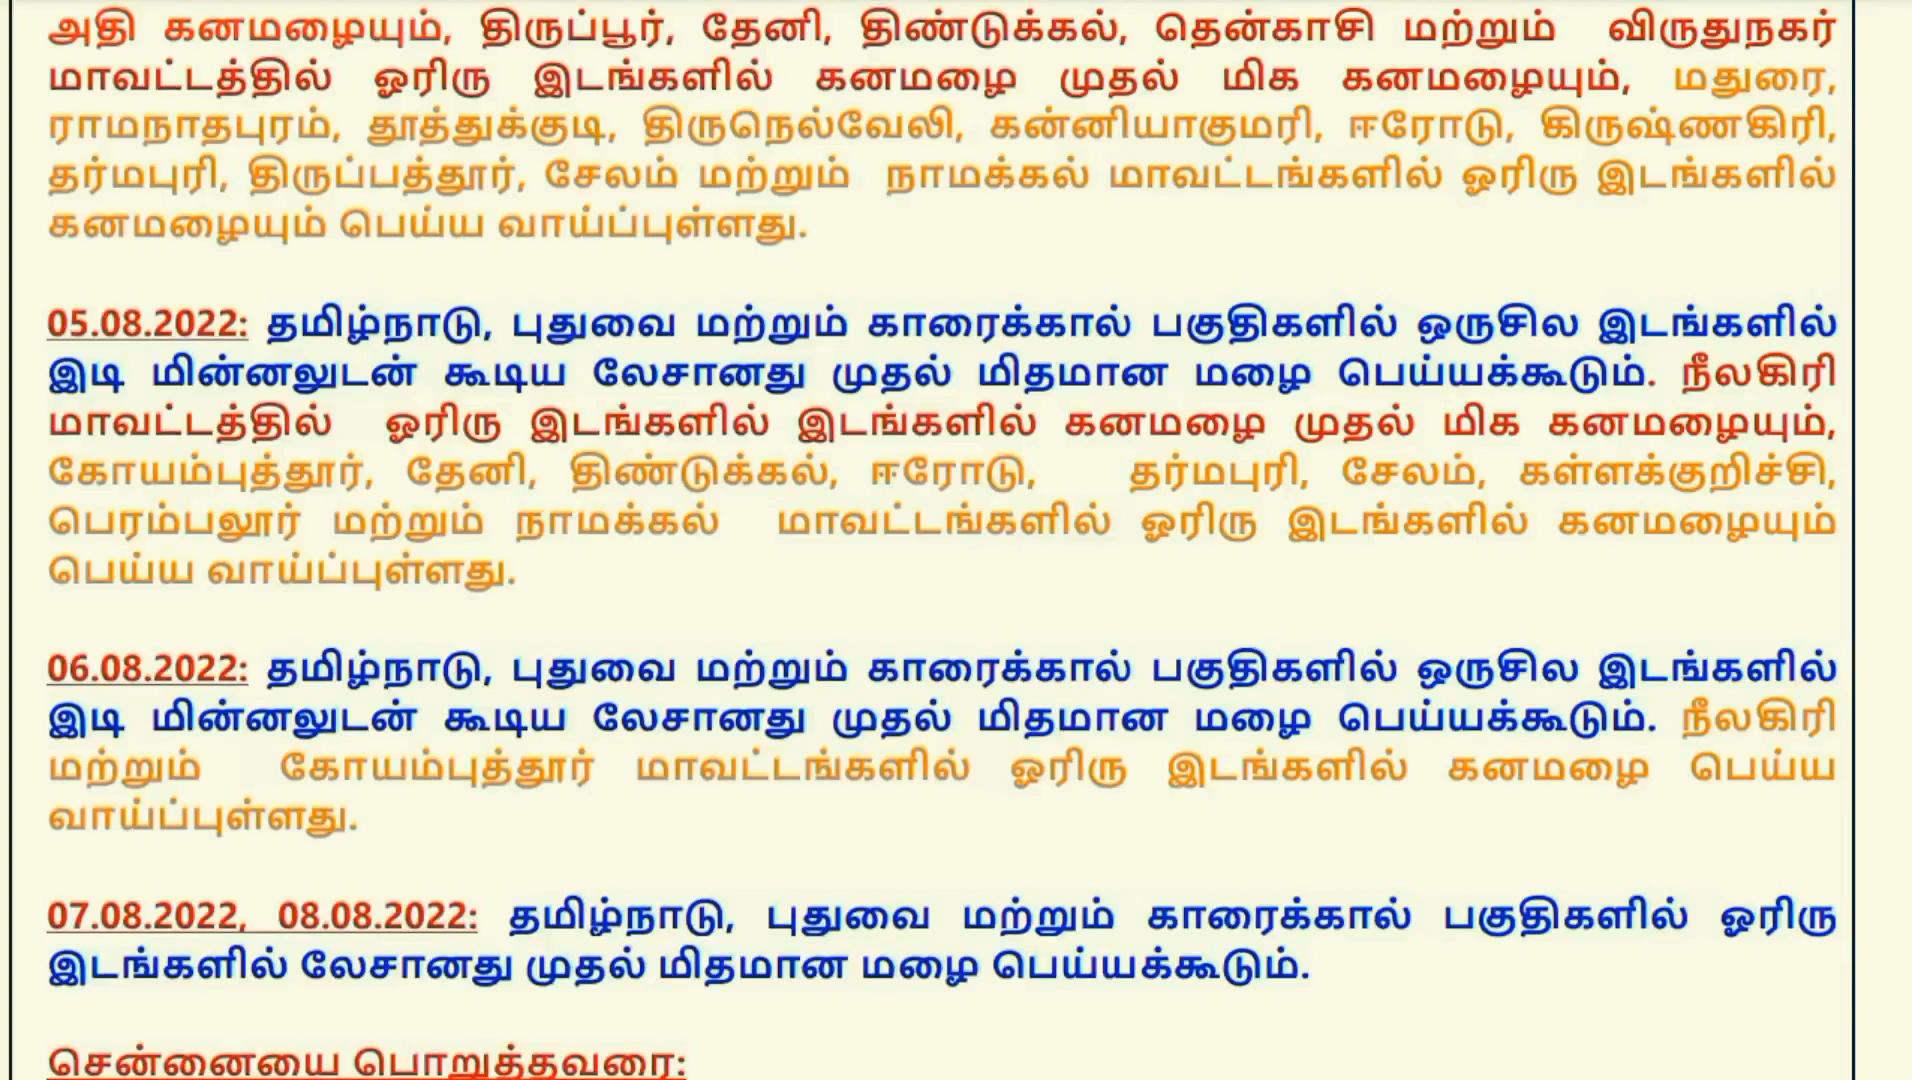 அதி கனமழையும், திருப்பூர், தேனி, திண்டுக்கல், தென்காசி மற்றும் விருதுநகர்
மாவட்டத்தில் ஓரிரு இடங்களில் கனமழை முதல் மிக கனமழையும், மதுரை,
ராமநாதபுரம், தூத்துக்குடி, திருநெல்வேலி, கன்னியாகுமரி, ஈரோடு, கிருஷ்ணகிரி,
தர்மபுரி, திருப்பத்தூர், சேலம் மற்றும் நாமக்கல் மாவட்டங்களில் ஓரிரு இடங்களில்
கனமழையும் பெய்ய வாய்ப்புள்ளது.
05.08.2022: தமிழ்நாடு, புதுவை மற்றும் காரைக்கால் பகுதிகளில் ஒருசில இடங்களில்
இடி மின்னலுடன் கூடிய லேசானது முதல் மிதமான மழை பெய்யக்கூடும். நீலகிரி
மாவட்டத்தில் ஓரிரு இடங்களில் இடங்களில் கனமழை முதல் மிக கனமழையும்,
கோயம்புத்தூர், தேனி, திண்டுக்கல், ஈரோடு, தர்மபுரி, சேலம், கள்ளக்குறிச்சி,
பெரம்பலூர் மற்றும் நாமக்கல் மாவட்டங்களில் ஓரிரு இடங்களில் கனமழையும்
பெய்ய வாய்ப்புள்ளது.
06.08.2022: தமிழ்நாடு, புதுவை மற்றும் காரைக்கால் பகுதிகளில் ஒருசில இடங்களில்
இடி மின்னலுடன் கூடிய லேசானது முதல் மிதமான மழை பெய்யக்கூடும். நீலகிரி
மற்றும் கோயம்புத்தூர் மாவட்டங்களில் ஓரிரு இடங்களில் கனமழை பெய்ய
வாய்ப்புள்ளது.
07.08.2022, 08.08.2022: தமிழ்நாடு, புதுவை மற்றும் காரைக்கால் பகுதிகளில் ஓரிரு
இடங்களில் லேசானது முதல் மிதமான மழை பெய்யக்கூடும்.
சென்னையை பொறுத்தவரை: